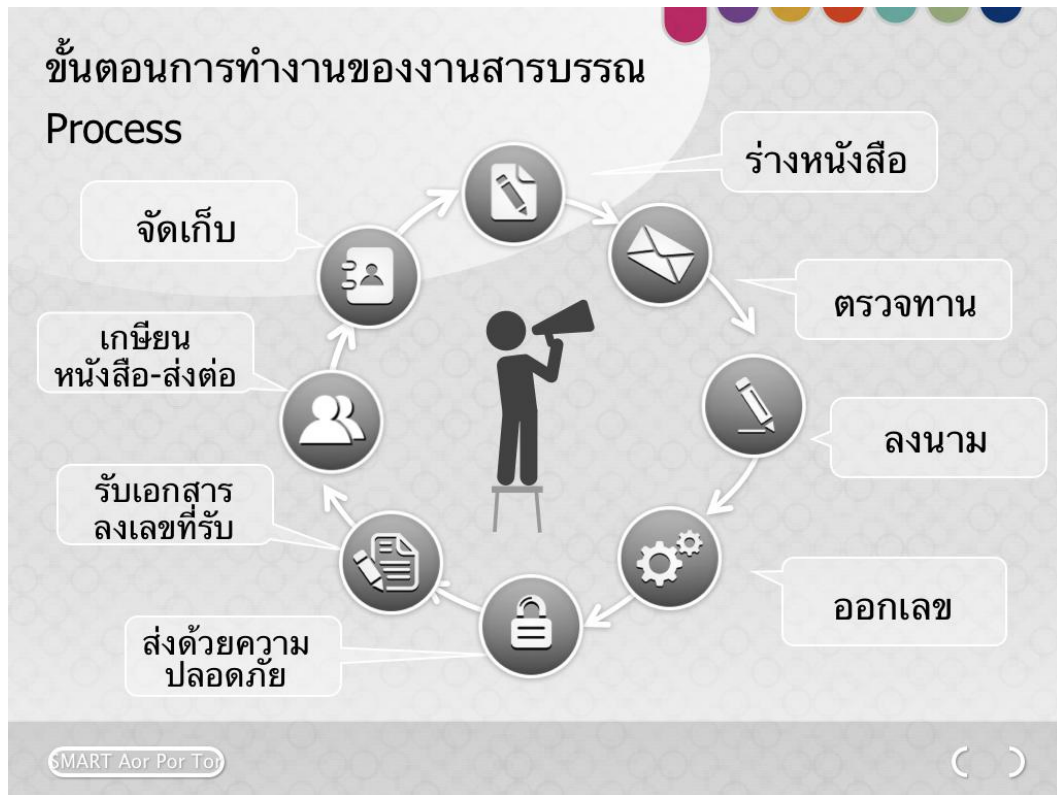 ขั้นตอนการทำงานของงานสารบรรณ
Process
ร่างหนังสือ
ตรวจทาน
ลงนาม
ออกเลข
ส่งด้วยความ
ปลอดภัย
รับเอกสาร
ลงเลขที่รับ
เกษียน
หนังสือ-ส่งต่อ
จัดเก็บ
SMART Aor Por Tor